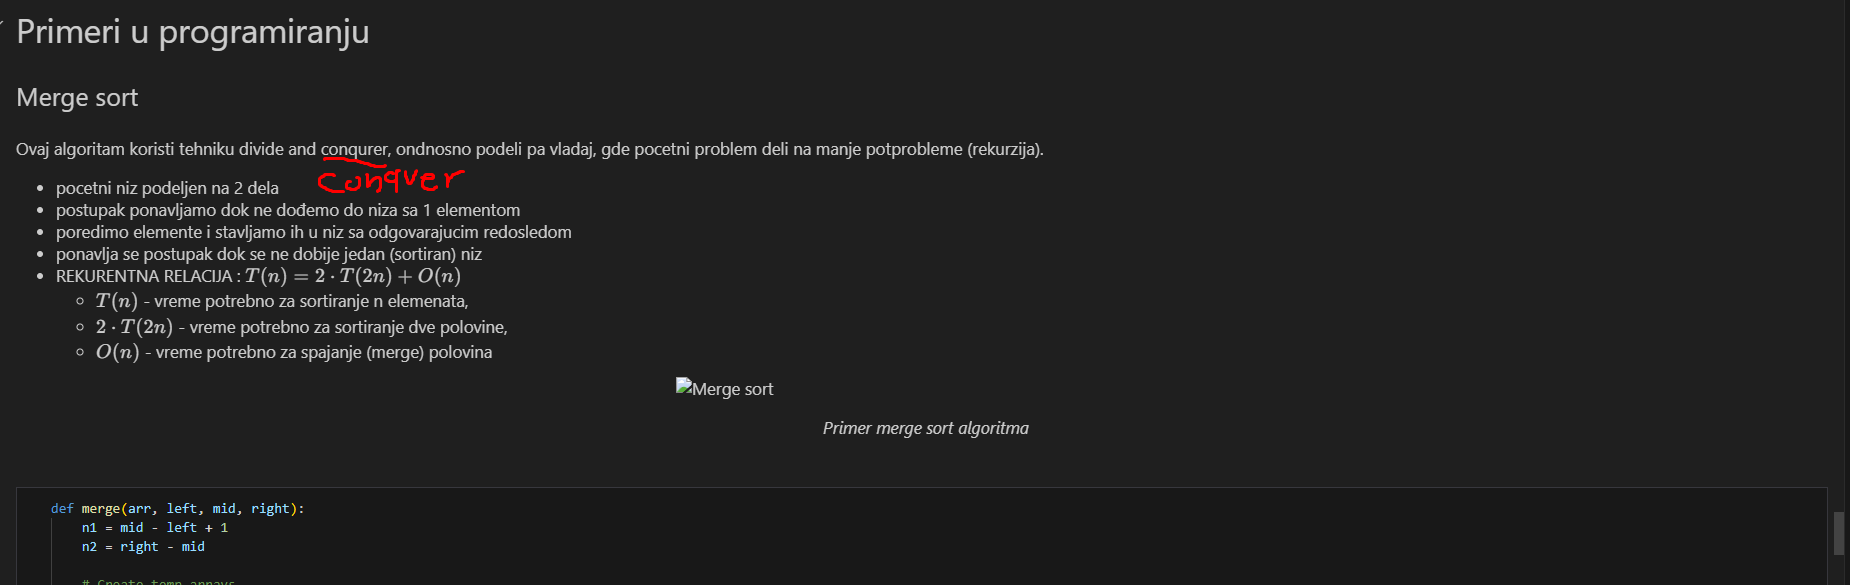 Primeri u programiranju
Merge sort
Ovaj algoritam koristi tehniku divide and conqurer, ondnosno podeli pa vladaj, gde pocetni problem deli na manje potprobleme (rekurzija).
conquer
• pocetni niz podeljen na 2 dela
• postupak ponavljamo dok ne dođemo do niza sa 1 elementom
• poredimo elemente i stavljamo ih u niz sa odgovarajucim redosledom
• ponavlja se postupak dok se ne dobije jedan (sortiran) niz
• REKURENTNA RELACIJA : T(n) = 2 · T(2n) + O(n)
◦ T(n) - vreme potrebno za sortiranje n elemenata,
◦ 2 · T(2n) - vreme potrebno za sortiranje dve polovine,
◦ O(n) - vreme potrebno za spajanje (merge) polovina
Merge sort
Primer merge sort algoritma
def merge(arr, left, mid, right):
n1 = mid - left + 1
n2 = right - mid
# Create temp arrays